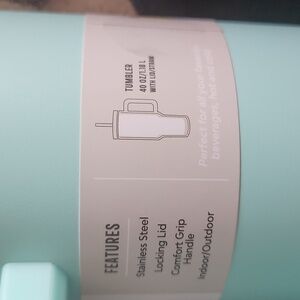 TUMBLER
40 OZ/1.18 L
WITH LID/STRAW
Perfect for all your favorite
beverages, hot and cold
FEATURES
Stainless Steel
Locking Lid
Comfort Grip
Handle
Indoor/Outdoor